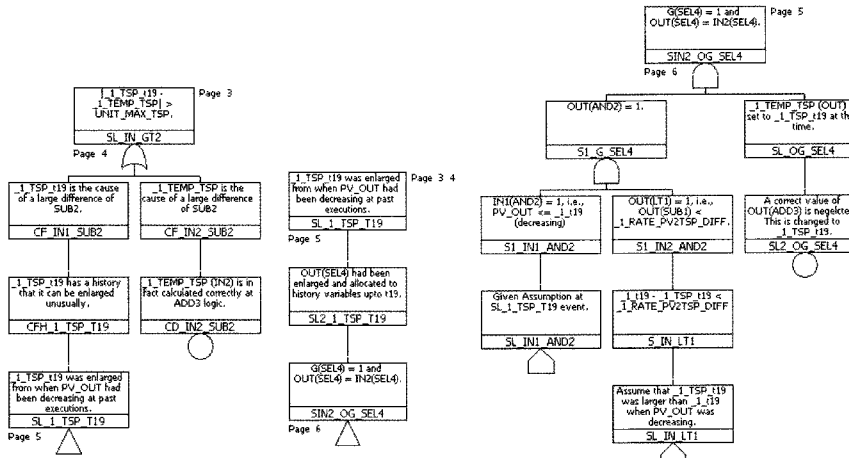 |_1_TSP_t19 -
_1_TEMP_TSP| >
UNIT_MAX_TSP.
SL_IN_GT2
Page 3
Page 4
_1_TSP_t19 is the cause
of a large difference of
SUB2.
CF_IN1_SUB2
_1_TEMP_TSP is the
cause of a large difference
of SUB2
CF_IN2_SUB2
_1_TSP_t19 has a history
that it can be enlarged
unusually.
CFH_1_TSP_T19
_1_TEMP_TSP (IN2) is in
fact calculated correctly at
ADD3 logic.
CD_IN2_SUB2
_1_TSP_t19 was enlarged
from when PV_OUT had
been decreasing at past
executions.
SL_1_TSP_T19
Page 5
_1_TSP_t19 was enlarged
from when PV_OUT had
been decreasing at past
executions.
SL_1_TSP_T19
Page 3 4
Page 5
OUT(SEL4) had been
enlarged and allocated to
history variables upto t19.
SL2_1_TSP_T19
G(SEL4) = 1 and
OUT(SEL4) = IN2(SEL4).
SIN2_OG_SEL4
Page 6
G(SEL4) = 1 and
OUT(SEL4) = IN2(SEL4).
SIN2_OG_SEL4
Page 5
Page 6
OUT(AND2) = 1.
S1_G_SEL4
_1_TEMP_TSP (OUT) is
set to _1_TSP_t19 at the
time.
SL_OG_SEL4
IN1(AND2) = 1, i.e.,
PV_OUT <= _1_t19
(decreasing)
S1_IN1_AND2
OUT(LT1) = 1, i.e.,
OUT(SUB1) <
_1_RATE_PV2TSP_DIFF.
S1_IN2_AND2
A correct value of
OUT(ADD3) is negelcted.
This is changed to
_1_TSP_t19.
SL2_OG_SEL4
Given Assumption at
SL_1_TSP_T19 event.
SL_IN1_AND2
_1_t19 - _1_TSP_t19 <
_1_RATE_PV2TSP_DIFF
S_IN_LT1
Assume that _1_TSP_t19
was larger than _1_t19
when PV_OUT was
decreasing.
SL_IN_LT1